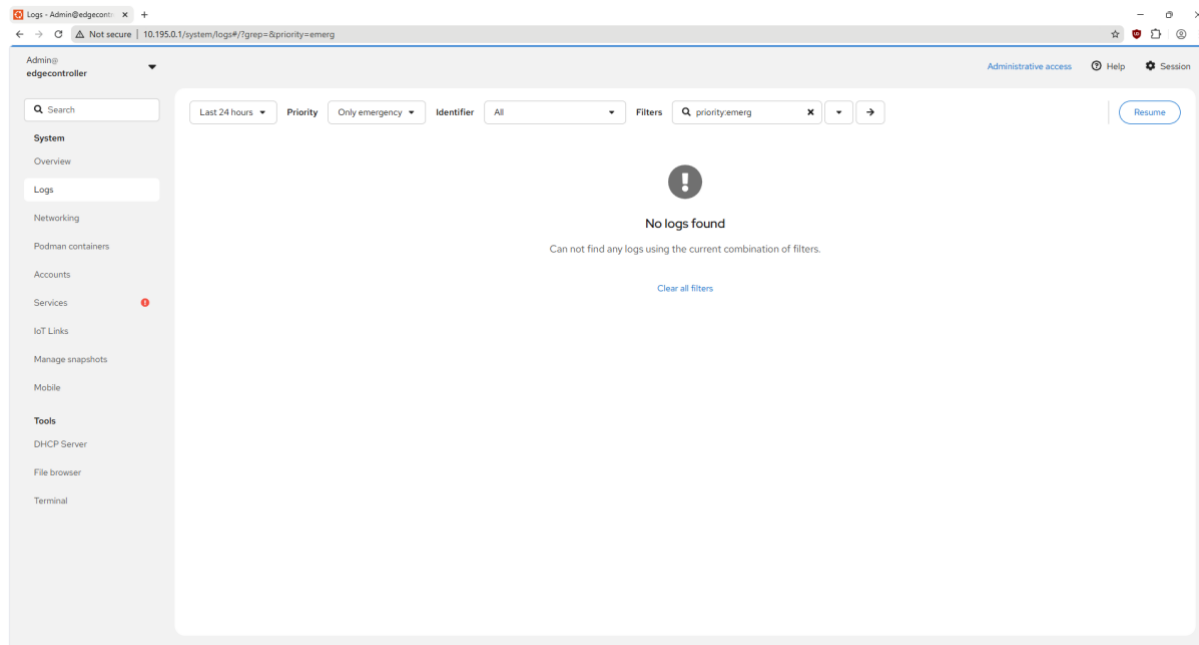 Logs - Admin@edgecontr
Not secure 10.195.0.1/system/logs#/?grep=&priority=emerg
Admin@
edgecontroller
Administrative access Help Session
Search
System
Overview
Logs
Networking
Podman containers
Accounts
Services
IoT Links
Manage snapshots
Mobile
Tools
DHCP Server
File browser
Terminal
Last 24 hours Priority Only emergency Identifier All Filters priority:emerg Resume
No logs found
Can not find any logs using the current combination of filters.
Clear all filters